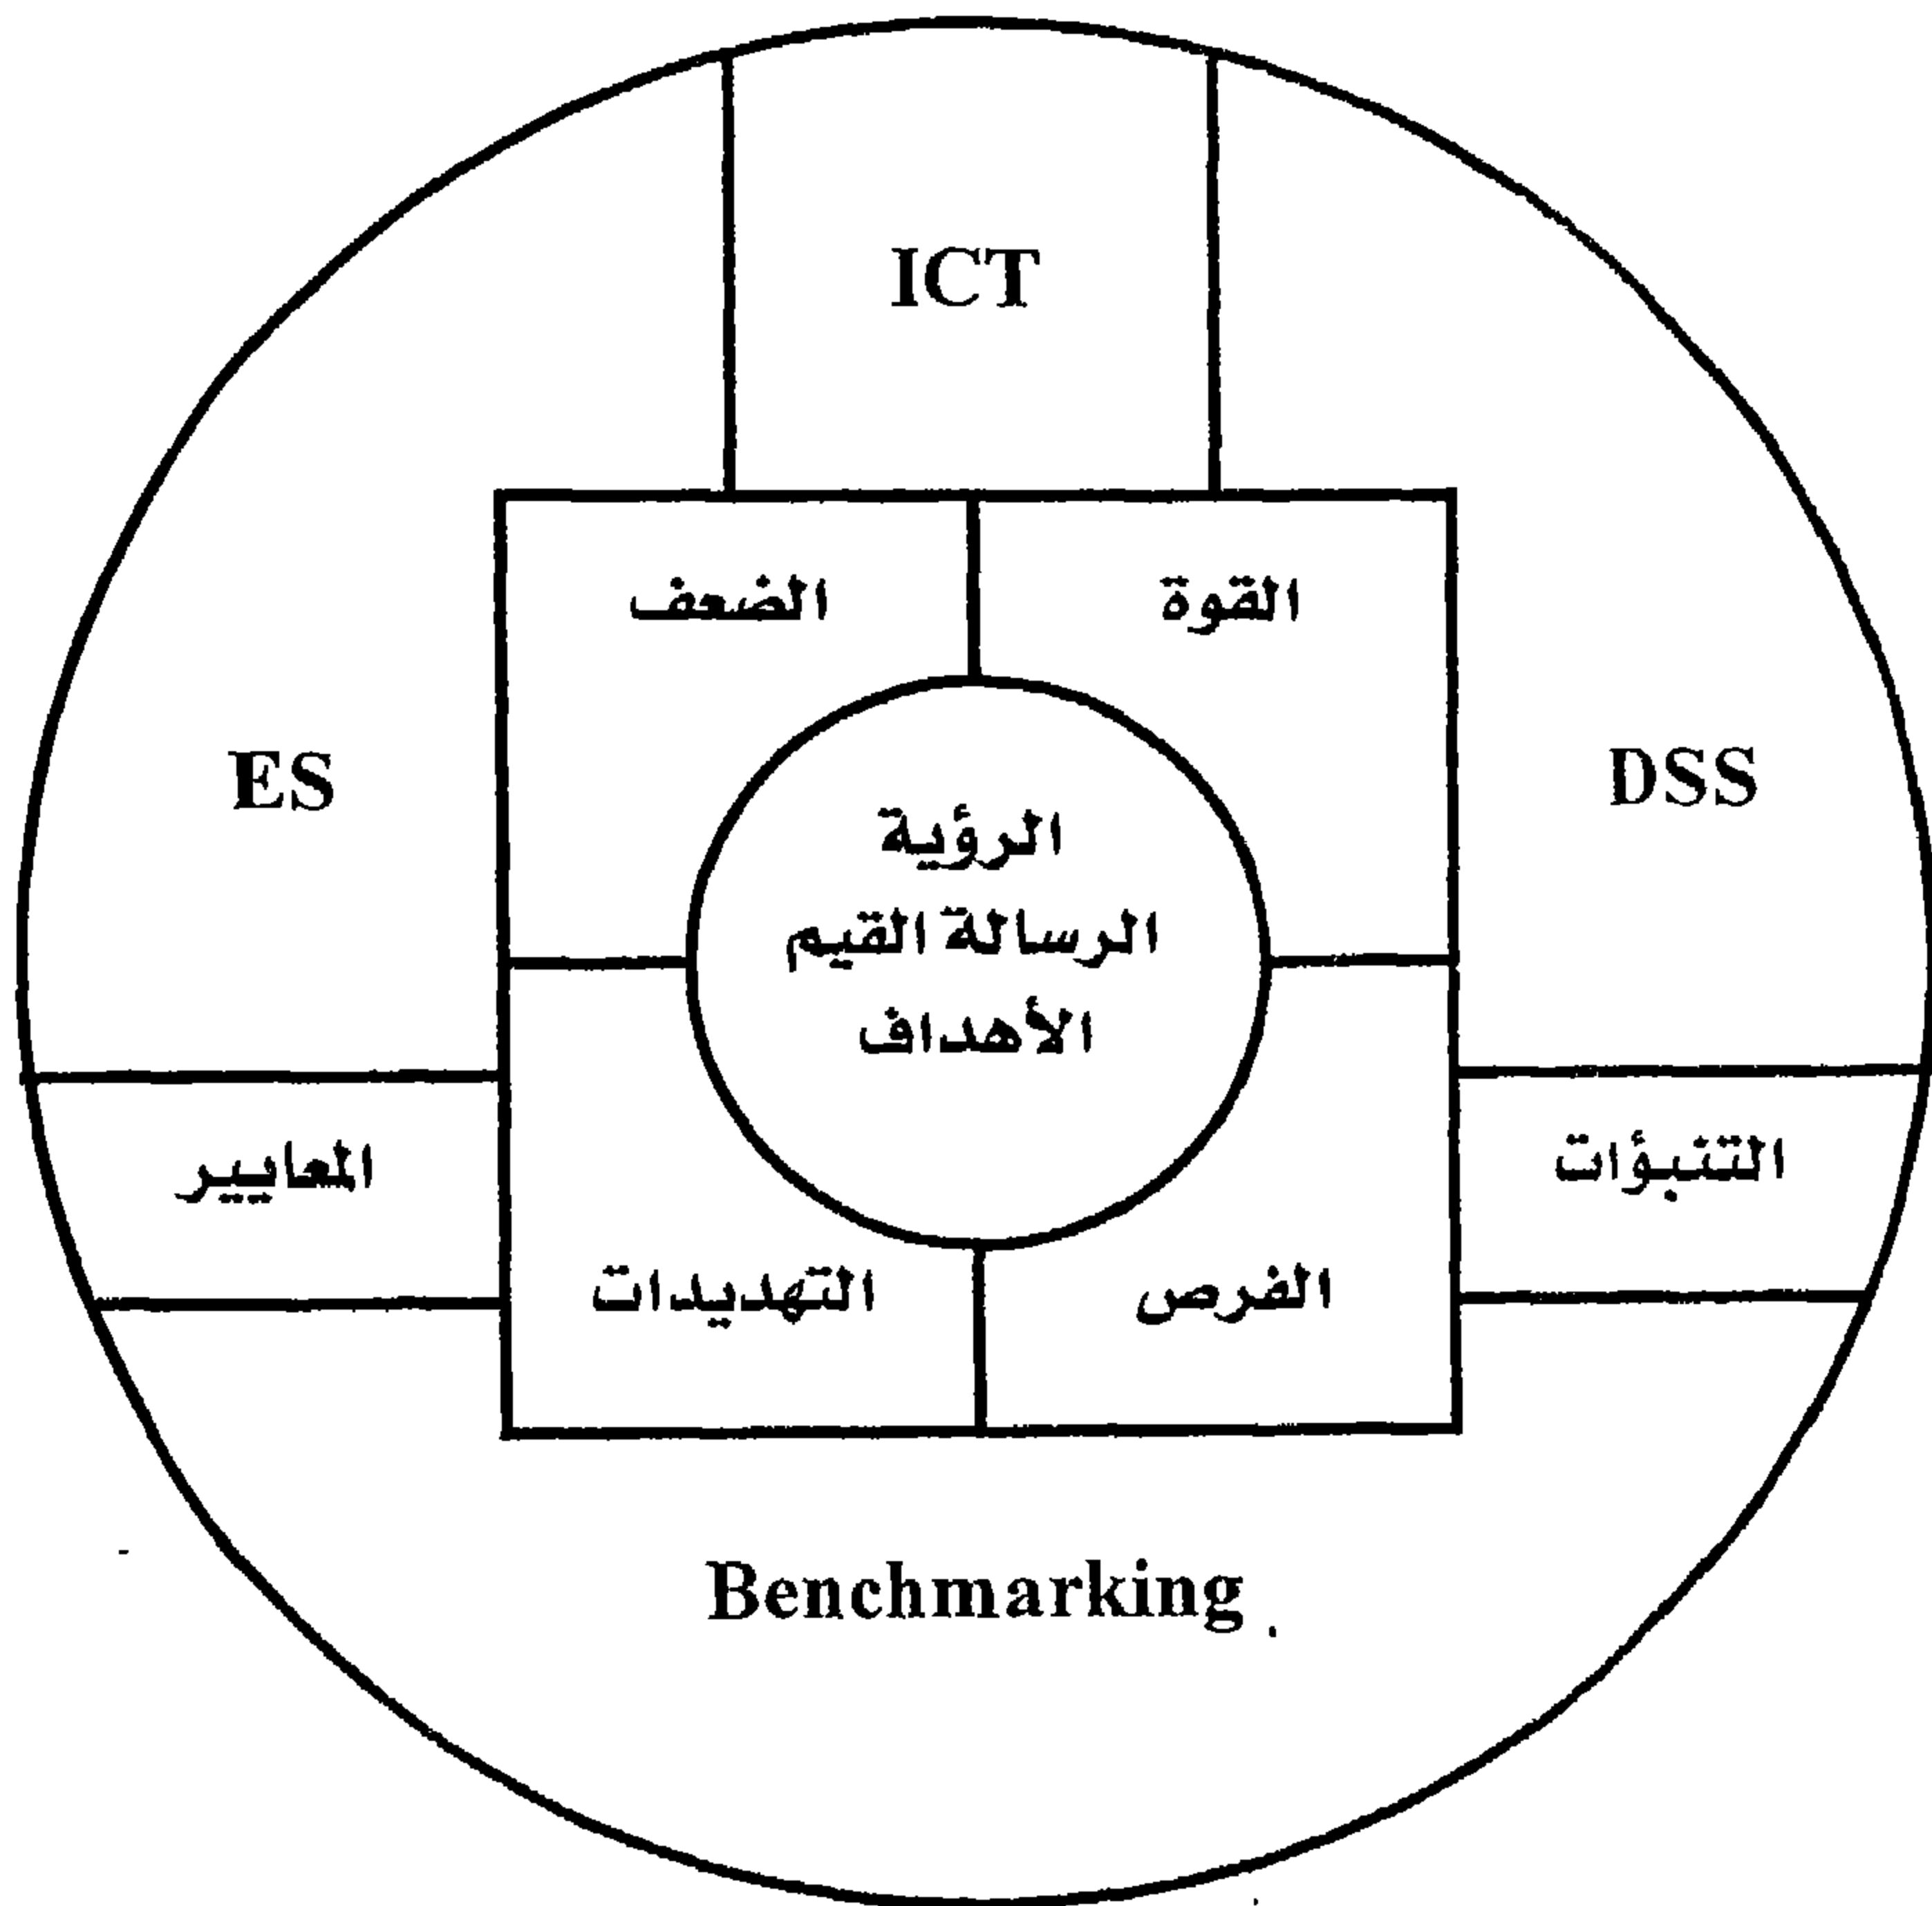 ICT
القوة
الضعف
DSS
ES
الرؤية
الرسالة القيم
الأهداف
التنبؤات
المعايير
الفرص
التهديدات
Benchmarking